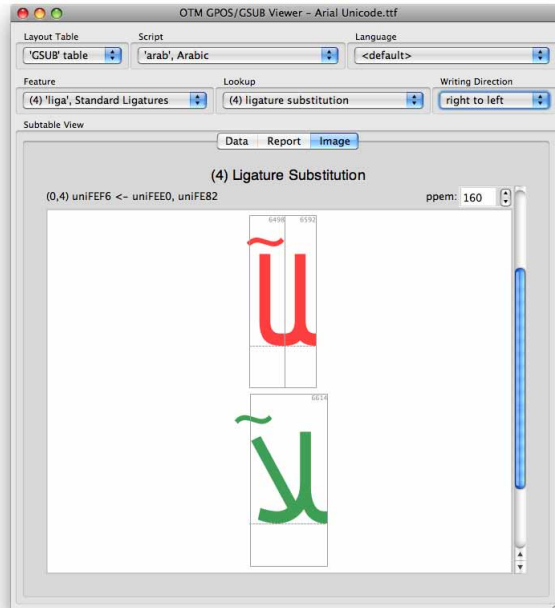 OTM GPOS/GSUB Viewer – Arial Unicode.ttf
Layout Table Script Language
'GSUB' table 'arab', Arabic <default>
Feature Lookup Writing Direction
(4) 'liga', Standard Ligatures (4) ligature substitution right to left
Subtable View
Data Report Image
(4) Ligature Substitution
(0,4) uniFEF6 <- uniFEE0, uniFE82 ppem: 160
6498 6592
6614